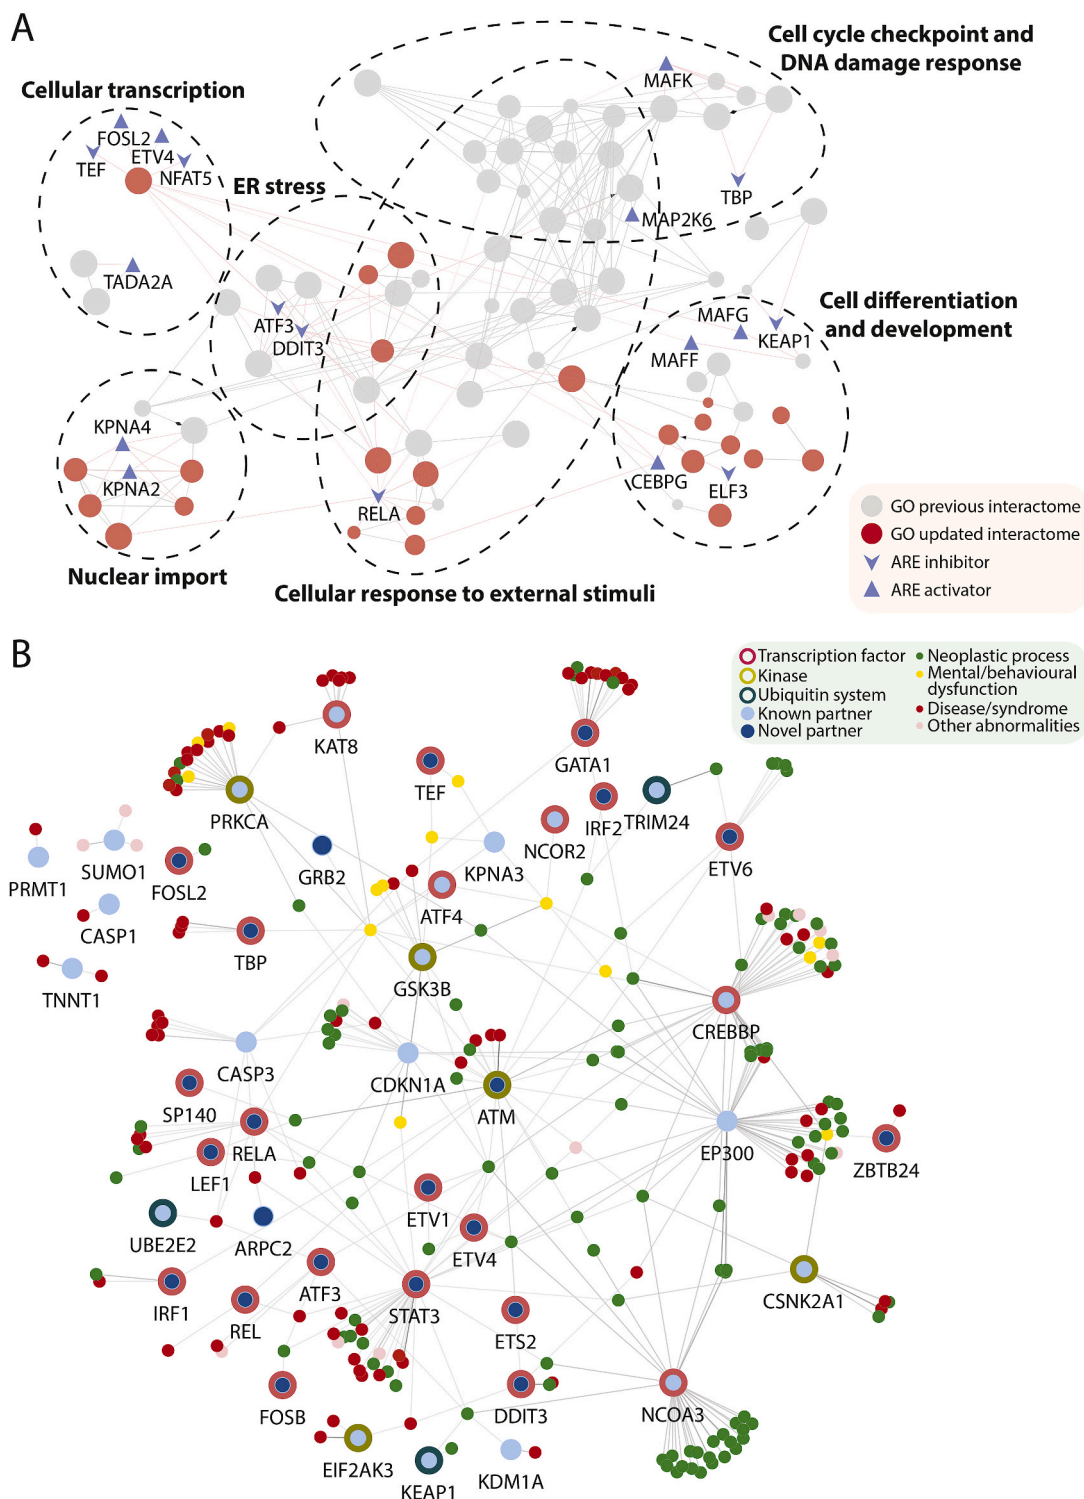 A
Cell cycle checkpoint and
DNA damage response
Cellular transcription
MAFK
FOSL2
ETV4
TEF
NFAT5
ER stress
TBP
MAP2K6
TADA2A
Cell differentiation
and development
MAFG
KEAP1
ATF3
DDIT3
MAFF
KPNA4
KPNA2
CEBPG
ELF3
RELA
GO previous interactome
GO updated interactome
ARE inhibitor
ARE activator
Nuclear import
Cellular response to external stimuli
B
Transcription factor
Kinase
Ubiquitin system
Known partner
Novel partner
Neoplastic process
Mental/behavioural
dysfunction
Disease/syndrome
Other abnormalities
KAT8
GATA1
TEF
IRF2
TRIM24
PRKCA
NCOR2
ETV6
KPNA3
GRB2
SUMO1
PRMT1
FOSL2
ATF4
CASP1
TBP
GSK3B
TNNT1
CREBBP
CASP3
CDKN1A
SP140
ATM
RELA
EP300
ZBTB24
LEF1
ETV1
UBE2E2
ARPC2
ETV4
ATF3
CSNK2A1
IRF1
REL
STAT3
ETS2
FOSB
DDIT3
NCOA3
EIF2AK3
KEAP1
KDM1A